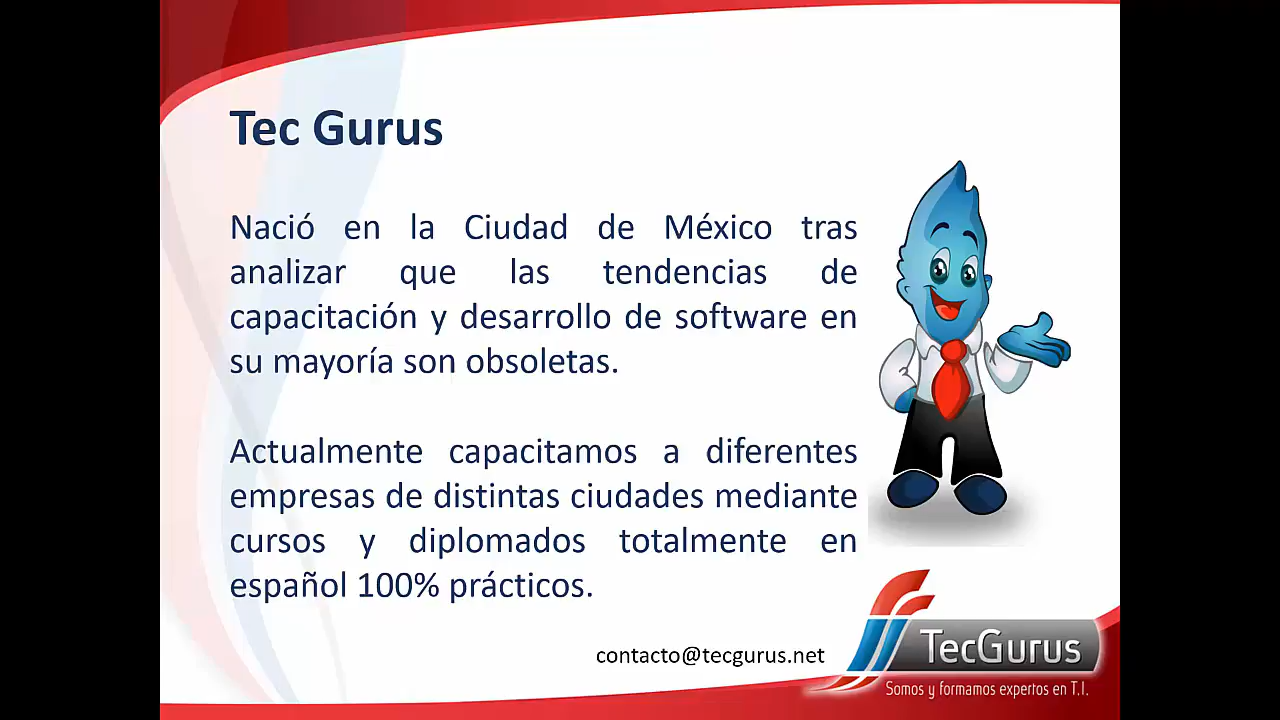 Tec Gurus
Nació en la Ciudad de México tras
analizar que las tendencias de
capacitación y desarrollo de software en
su mayoría son obsoletas.
Actualmente capacitamos a diferentes
empresas de distintas ciudades mediante
cursos y diplomados totalmente en
español 100% prácticos.
contacto@tecgurus.net
TecGurus
Somos y formamos expertos en T.I.